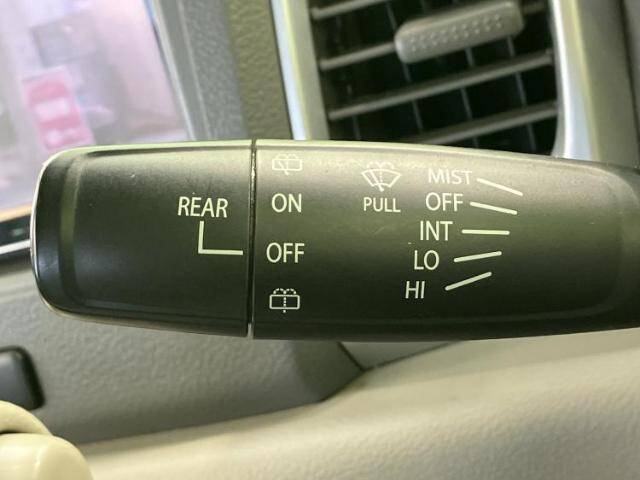 REAR
ON
OFF
PULL
MIST
OFF
INT
LO
HI